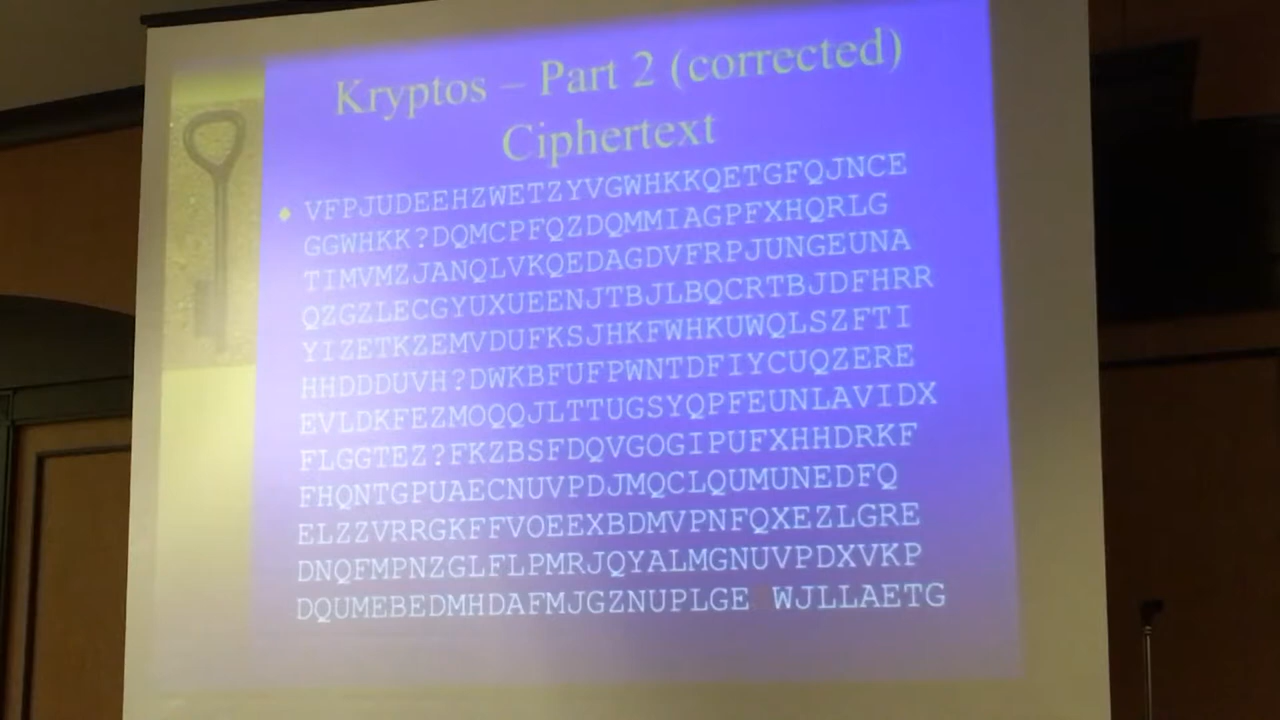 Kryptos – Part 2 (corrected)
Ciphertext
VFPJUDEEHZWETZYVGWHKKQETGFQJNCE
GGWHKK?DQMCPFQZDQMMIAGPFXHQRLG
TIMVMZJANQLVKQEDAGDVFRPJUNGEUNA
QZGZLECGYUXUEENJTBJLBQCRTBJDFHRR
YIZETKZEMVDUFKSJHKFWHKUWQLSZFTI
HHDDDUVH?DWKBFUFPWNTDFIYCUQZERE
EVLDKFEZMOQQJLTTUGSYQPFEUNLAVIDX
FLGGTEZ?FKZBSFDQVGOGIPUFXHHDRKF
FHQNTGPUAECNUVPDJMQCLQUMUNEDFQ
ELZZVRRGKFFVOEEXBDMVPNFQXEZLGRE
DNQFMPNZGLFLPMRJQYALMGNUVPDXVKP
DQUMEBEDMHDAFMJGZNUPLGE WJLLAETG